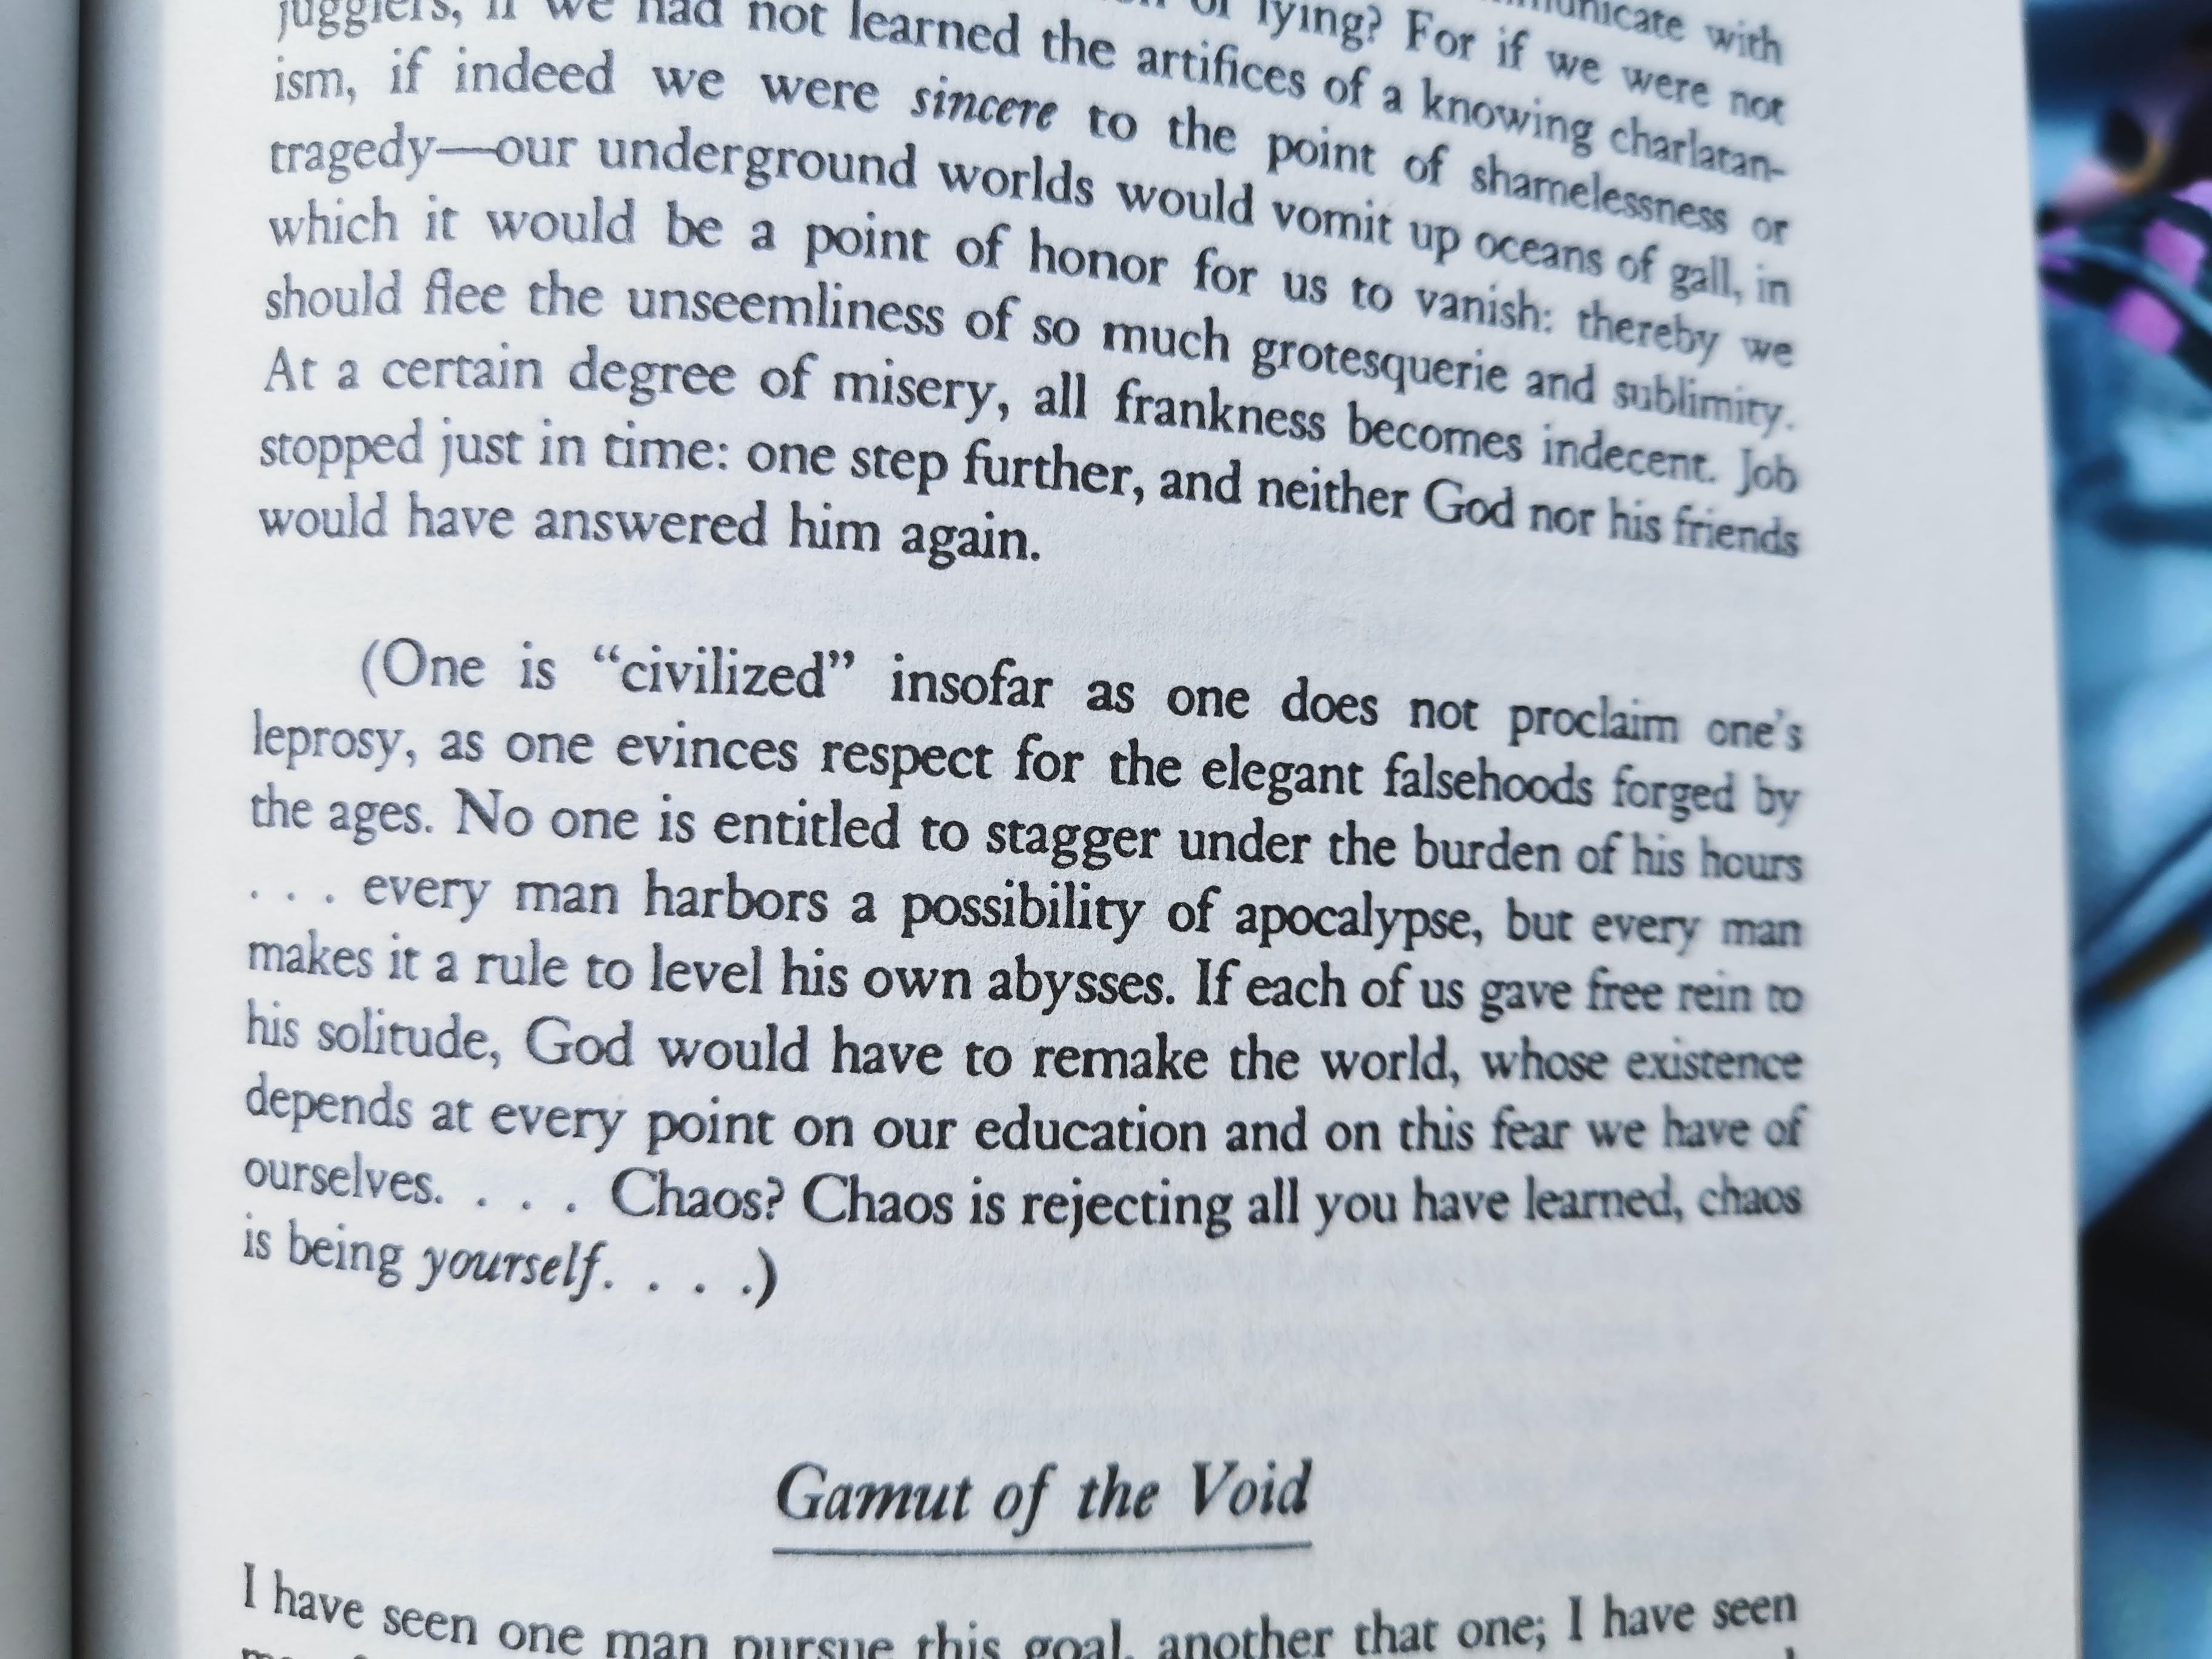 communicate with
of lying? For if we were not
jugglers, if we had not learned the artifices of a knowing charlatan-
ism, if indeed we were sincere to the point of shamelessness or
tragedy—our underground worlds would vomit up oceans of gall, in
which it would be a point of honor for us to vanish: thereby we
should flee the unseemliness of so much grotesquerie and sublimity.
At a certain degree of misery, all frankness becomes indecent. Job
stopped just in time: one step further, and neither God nor his friends
would have answered him again.
(One is “civilized” insofar as one does not proclaim one's
leprosy, as one evinces respect for the elegant falsehoods forged by
the ages. No one is entitled to stagger under the burden of his hours
. . . every man harbors a possibility of apocalypse, but every man
makes it a rule to level his own abysses. If each of us gave free rein to
his solitude, God would have to remake the world, whose existence
depends at every point on our education and on this fear we have of
ourselves. . . . Chaos? Chaos is rejecting all you have learned, chaos
is being yourself. . . .)
Gamut of the Void
I have seen one man pursue this goal, another that one; I have seen